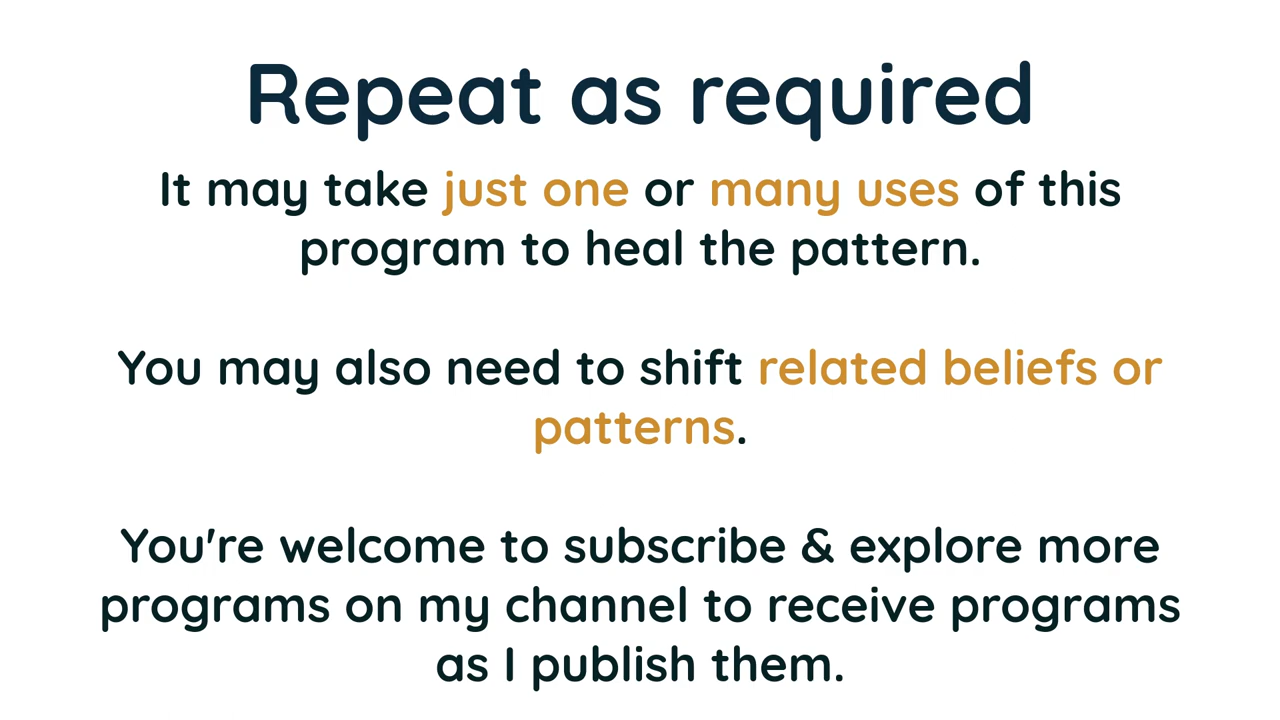 Repeat as required
It may take just one or many uses of this
program to heal the pattern.
You may also need to shift related beliefs or
patterns.
You're welcome to subscribe & explore more
programs on my channel to receive programs
as I publish them.